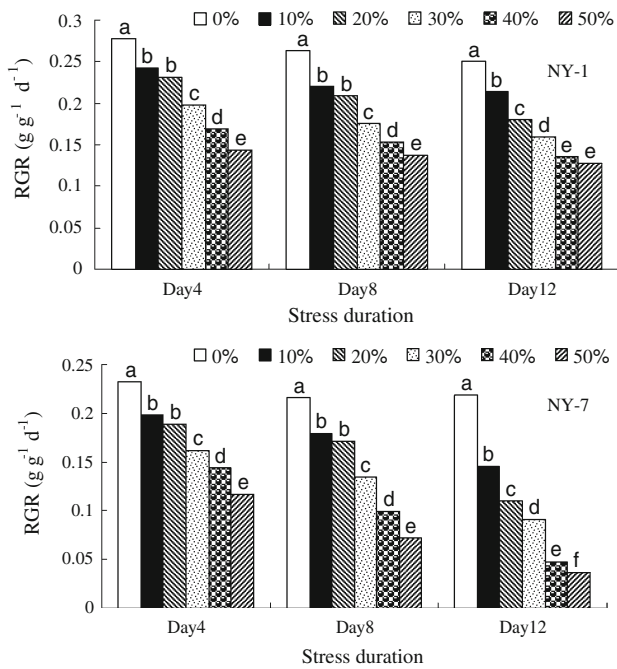 0% 10% 20% 30% 40% 50%
NY-1
RGR (g g⁻¹ d⁻¹)
0.3
0.25
0.2
0.15
0.1
0.05
0
a b b c d e
a b b c d e
a b c d e e
Day4 Day8 Day12
Stress duration
0% 10% 20% 30% 40% 50%
NY-7
RGR (g g⁻¹ d⁻¹)
0.25
0.2
0.15
0.1
0.05
0
a b b c d e
a b b c d e
a b c d e f
Day4 Day8 Day12
Stress duration